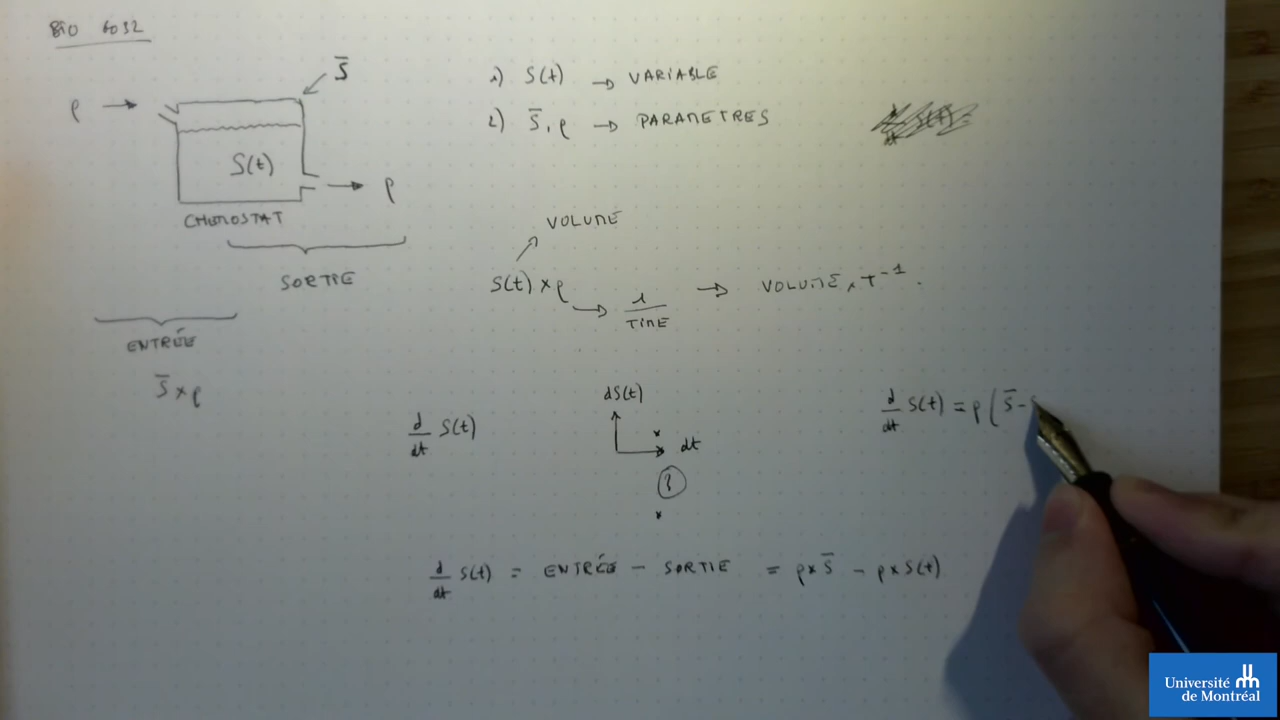 BIO 6032
S̄
ρ →
S(t)
→ ρ
CHEMOSTAT
SORTIE
ENTRÉE
S̄ × ρ
1) S(t) → VARIABLE
2) S̄, ρ → PARAMETRES
VOLUME
S(t) × ρ → 1/TIME → VOLUME × T⁻¹.
d/dt S(t)
dS(t)
dt
?
d/dt S(t) = ρ ( S̄ -
d/dt S(t) = ENTRÉE - SORTIE = ρ × S̄ - ρ × S(t)
Université
de Montréal